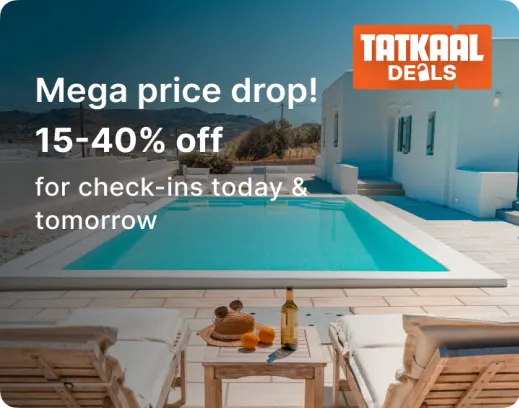 TATKAAL
DEALS
Mega price drop!
15-40% off
for check-ins today &
tomorrow